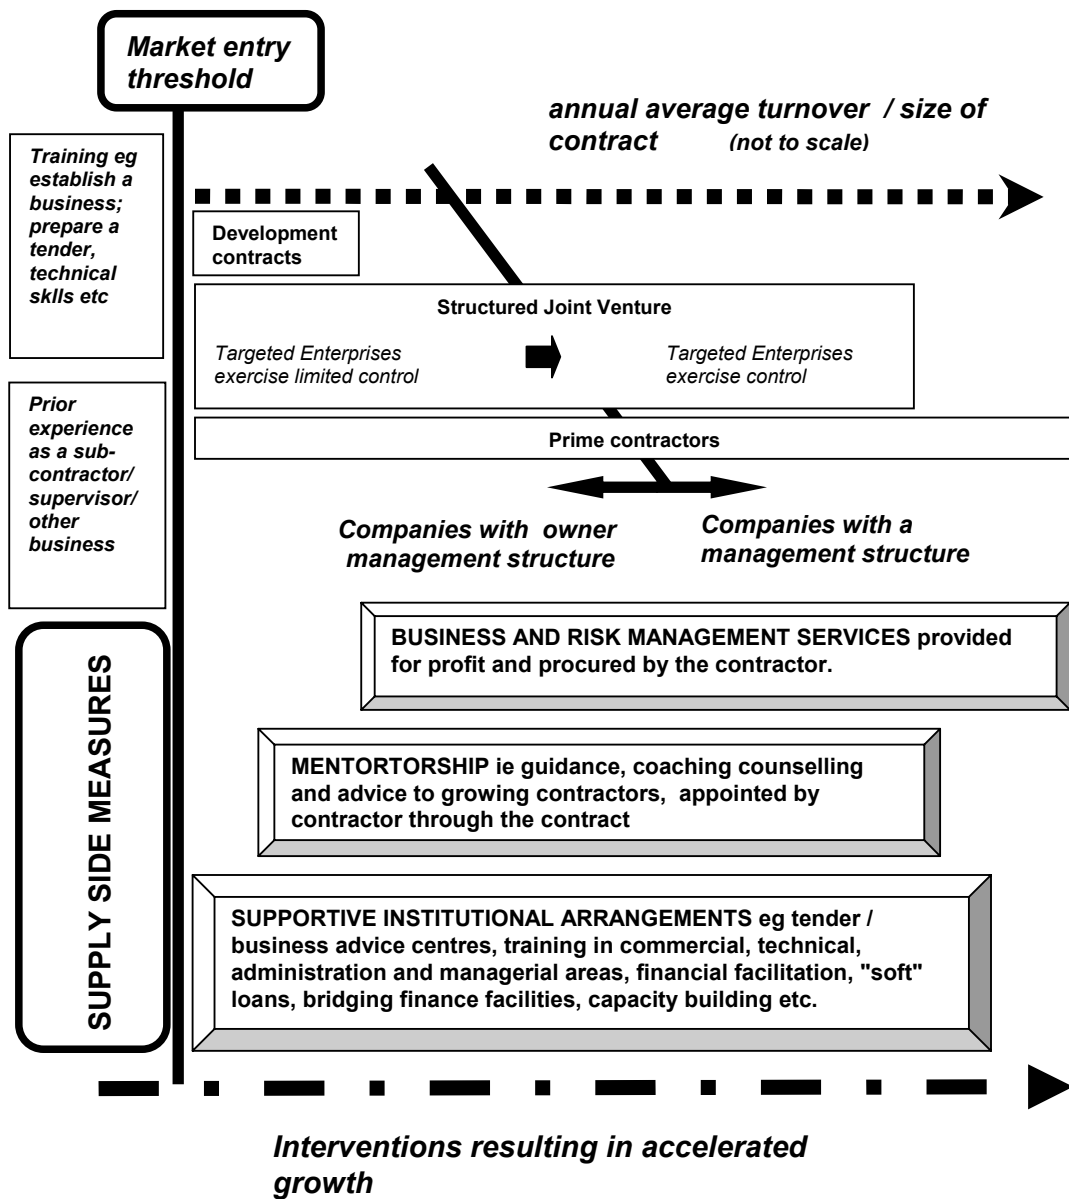 Market entry
threshold
annual average turnover / size of
contract (not to scale)
Training eg
establish a
business;
prepare a
tender,
technical
sklls etc
Development
contracts
Structured Joint Venture
Targeted Enterprises
exercise limited control
Targeted Enterprises
exercise control
Prior
experience
as a sub-
contractor/
supervisor/
other
business
Prime contractors
Companies with owner
management structure
Companies with a
management structure
SUPPLY SIDE MEASURES
BUSINESS AND RISK MANAGEMENT SERVICES provided
for profit and procured by the contractor.
MENTORTORSHIP ie guidance, coaching counselling
and advice to growing contractors, appointed by
contractor through the contract
SUPPORTIVE INSTITUTIONAL ARRANGEMENTS eg tender /
business advice centres, training in commercial, technical,
administration and managerial areas, financial facilitation, "soft"
loans, bridging finance facilities, capacity building etc.
Interventions resulting in accelerated
growth